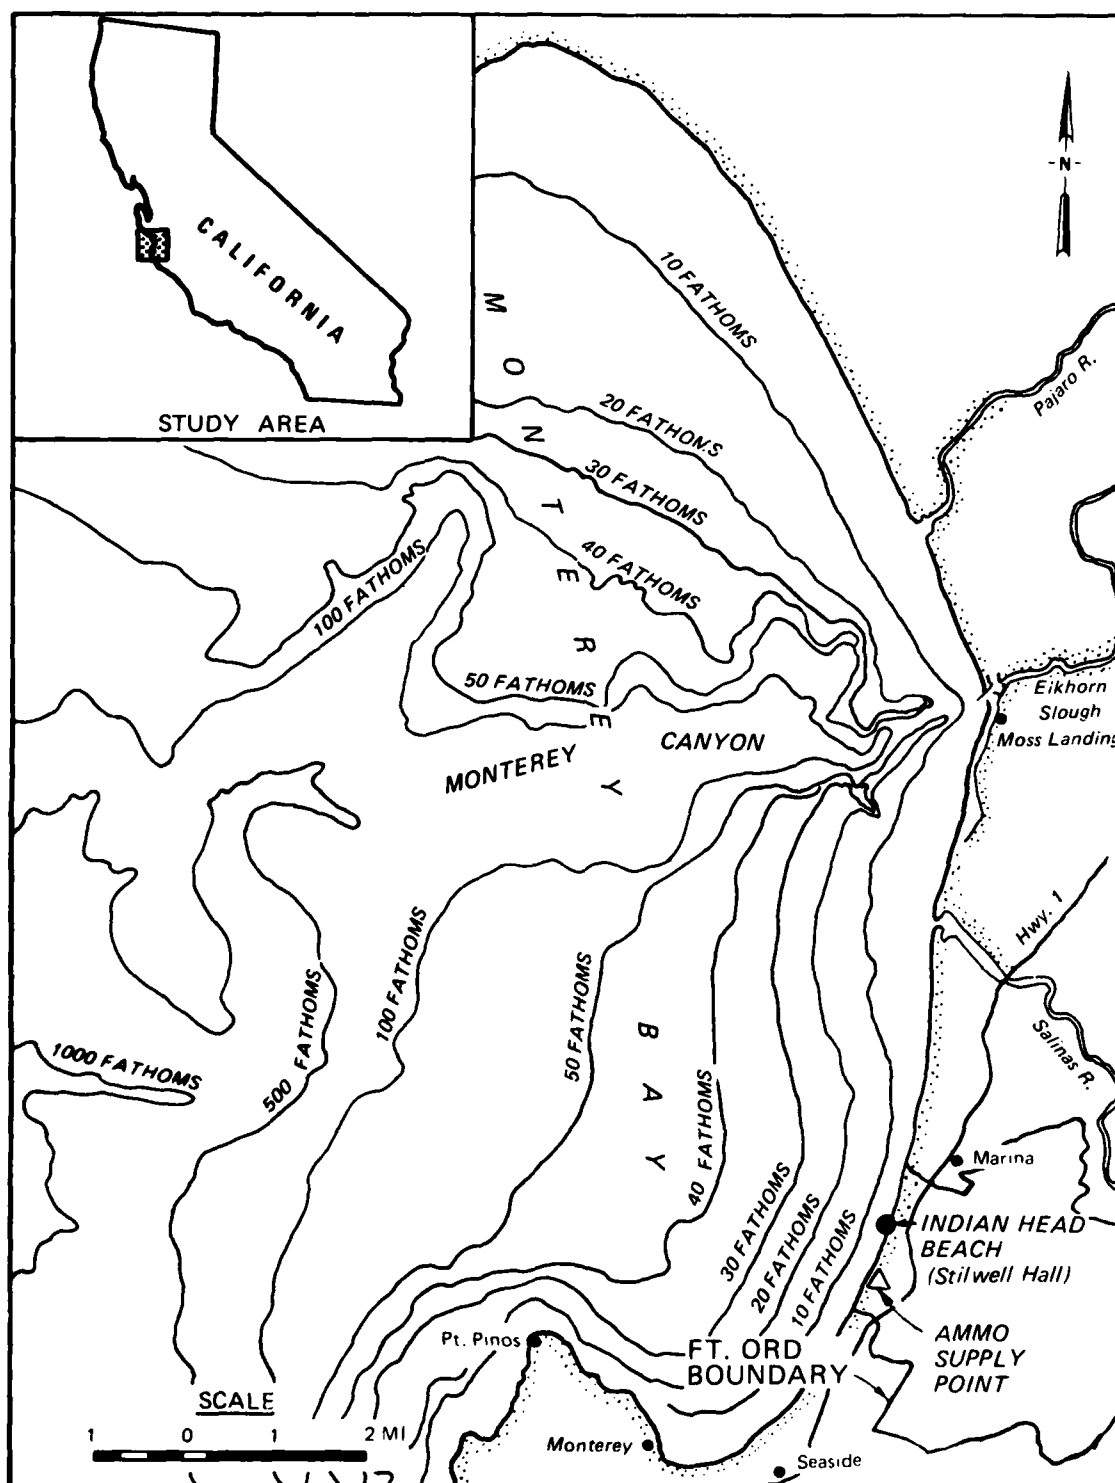 CALIFORNIA
STUDY AREA
-N-
MONTEREY
BAY
10 FATHOMS
20 FATHOMS
30 FATHOMS
40 FATHOMS
100 FATHOMS
50 FATHOMS
MONTEREY CANYON
Pajaro R.
Eikhorn
Slough
Moss Landing
Hwy. 1
Salinas R.
1000 FATHOMS
500 FATHOMS
100 FATHOMS
50 FATHOMS
40 FATHOMS
30 FATHOMS
20 FATHOMS
10 FATHOMS
Marina
INDIAN HEAD
BEACH
(Stilwell Hall)
AMMO
SUPPLY
POINT
FT. ORD
BOUNDARY
Pt. Pinos
Monterey
Seaside
SCALE
1 0 1 2 MI